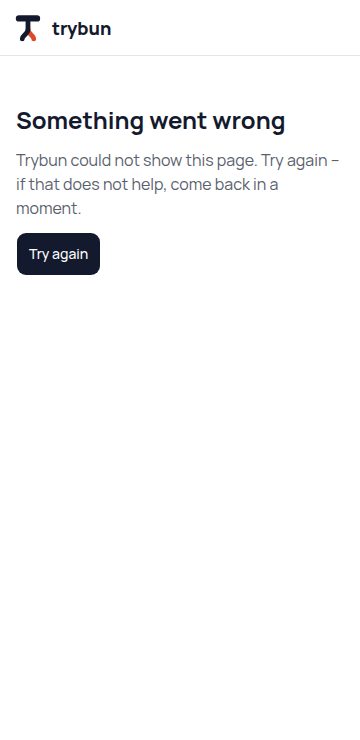 trybun
Something went wrong
Trybun could not show this page. Try again –
if that does not help, come back in a
moment.
Try again